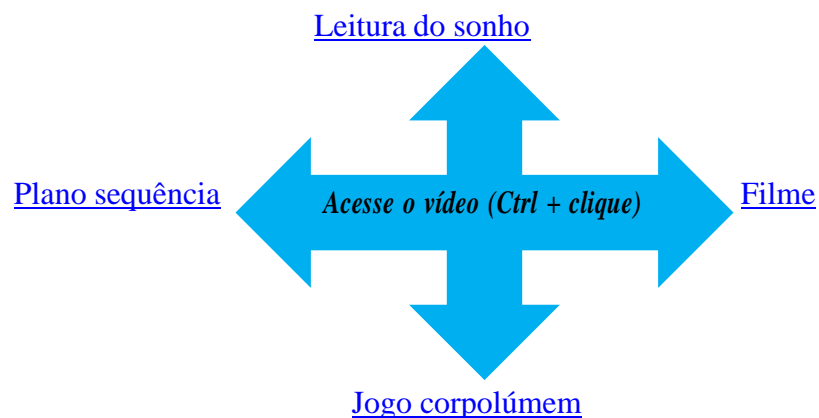 Leitura do sonho
Plano sequência
Acesse o vídeo (Ctrl + clique)
Filme
Jogo corpolúmem